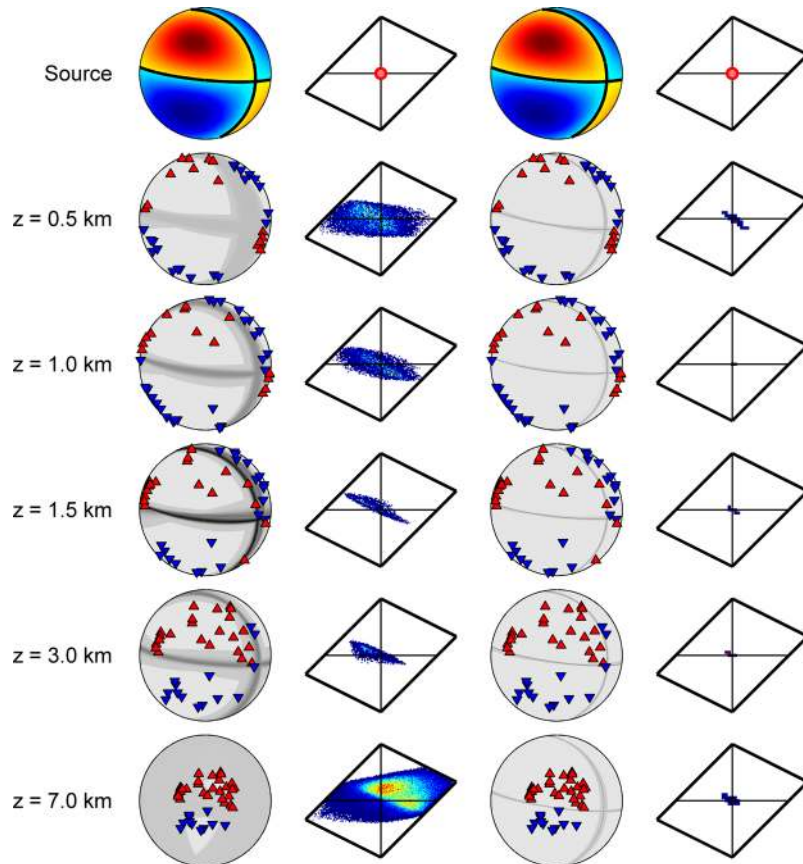 Source
z = 0.5 km
z = 1.0 km
z = 1.5 km
z = 3.0 km
z = 7.0 km